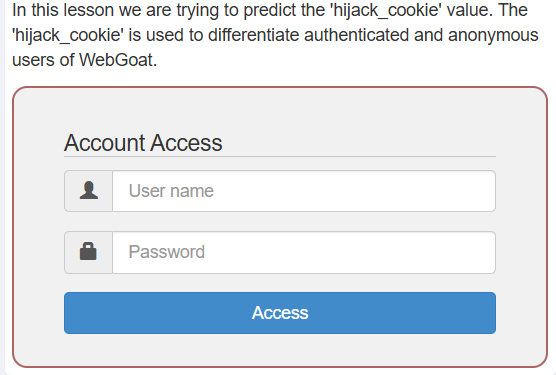 In this lesson we are trying to predict the 'hijack_cookie' value. The
'hijack_cookie' is used to differentiate authenticated and anonymous
users of WebGoat.
Account Access
User name
Password
Access